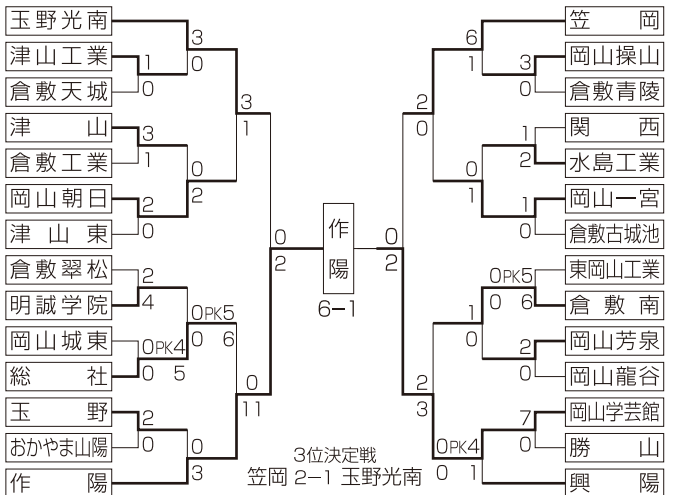 玉野光南
津山工業
倉敷天城
津山
倉敷工業
岡山朝日
津山東
倉敷翠松
明誠学院
岡山城東
総社
玉野
おかやま山陽
作陽
1
0
3
1
2
0
2
4
0PK4
0 5
2
0
3
0
0
2
0PK5
0 6
0
3
3
1
0
11
0
2
作陽
6−1
0
2
2
0
2
3
6
1
0
1
1
0
0PK4
0 1
3
0
1
2
1
0
0PK5
0 6
2
0
7
0
笠岡
岡山操山
倉敷青陵
関西
水島工業
岡山一宮
倉敷古城池
東岡山工業
倉敷南
岡山芳泉
岡山龍谷
岡山学芸館
勝山
興陽
3位決定戦
笠岡 2−1 玉野光南